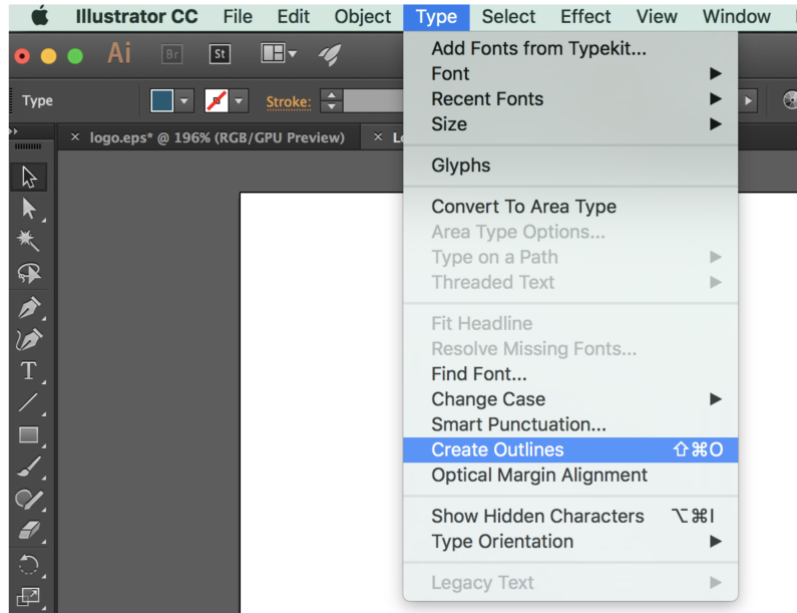 Illustrator CC File Edit Object Type Select Effect View Window
Ai Br St
Type Stroke:
× logo.eps* @ 196% (RGB/GPU Preview) × Lo
Add Fonts from Typekit...
Font
Recent Fonts
Size
Glyphs
Convert To Area Type
Area Type Options...
Type on a Path
Threaded Text
Fit Headline
Resolve Missing Fonts...
Find Font...
Change Case
Smart Punctuation...
Create Outlines ⇧⌘O
Optical Margin Alignment
Show Hidden Characters ⌥⌘I
Type Orientation
Legacy Text
T